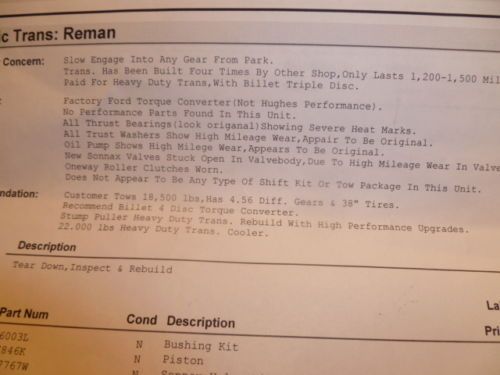 c Trans: Reman
Concern: Slow Engage Into Any Gear From Park.
Trans. Has Been Built Four Times By Other Shop,Only Lasts 1,200-1,500 Mil
Paid For Heavy Duty Trans,With Billet Triple Disc.
: Factory Ford Torque Converter(Not Hughes Performance).
No Performance Parts Found In This Unit.
All Thrust Bearings(look origanal)Showing Severe Heat Marks.
All Trust Washers Show High Mileage Wear,Appair To Be Original.
Oil Pump Shows High Milege Wear,Appears To Be Original.
New Sonnax Valves Stuck Open In Valvebody,Due To High Mileage Wear In Valve
Oneway Roller Clutches Worn.
Does Not Appear To Be Any Type Of Shift Kit Or Tow Package In This Unit.
ndation: Customer Tows 18,500 lbs,Has 4.56 Diff. Gears & 38" Tires.
Recommend Billet 4 Disc Torque Converter.
Stump Puller Heavy Duty Trans. Rebuild With High Performance Upgrades.
22.000 lbs Heavy Duty Trans. Cooler.
Description
Tear Down,Inspect & Rebuild
La
Part Num Cond Description Pri
6003L N Bushing Kit
846K N Piston
767W N